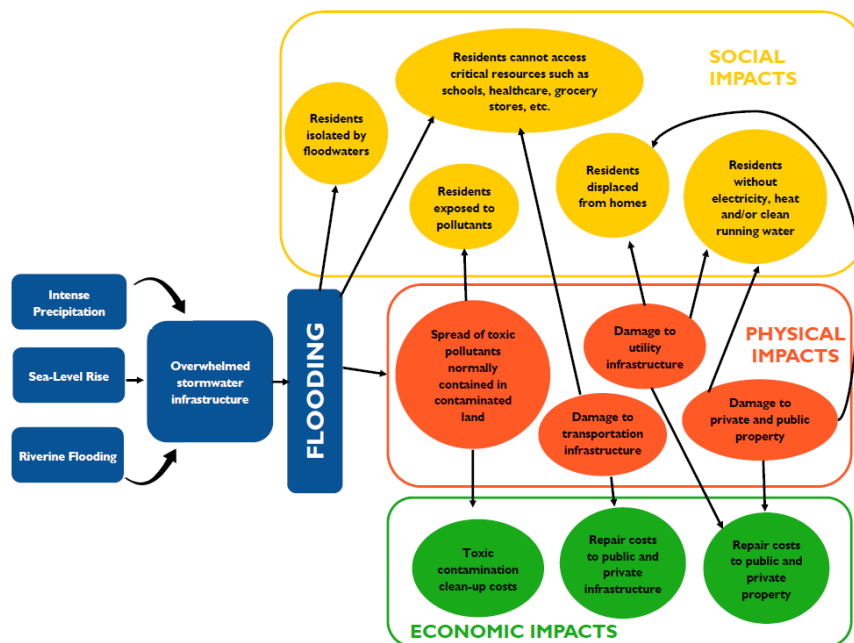 SOCIAL
IMPACTS
Residents cannot access
critical resources such as
schools, healthcare, grocery
stores, etc.
Residents
isolated by
floodwaters
Residents
exposed to
pollutants
Residents
displaced
from homes
Residents
without
electricity, heat
and/or clean
running water
Intense
Precipitation
Sea-Level Rise
Riverine Flooding
Overwhelmed
stormwater
infrastructure
FLOODING
PHYSICAL
IMPACTS
Spread of toxic
pollutants
normally
contained in
contaminated
land
Damage to
utility
infrastructure
Damage to
transportation
infrastructure
Damage to
private and public
property
Toxic
contamination
clean-up costs
Repair costs
to public and
private
infrastructure
Repair costs
to public and
private
property
ECONOMIC IMPACTS